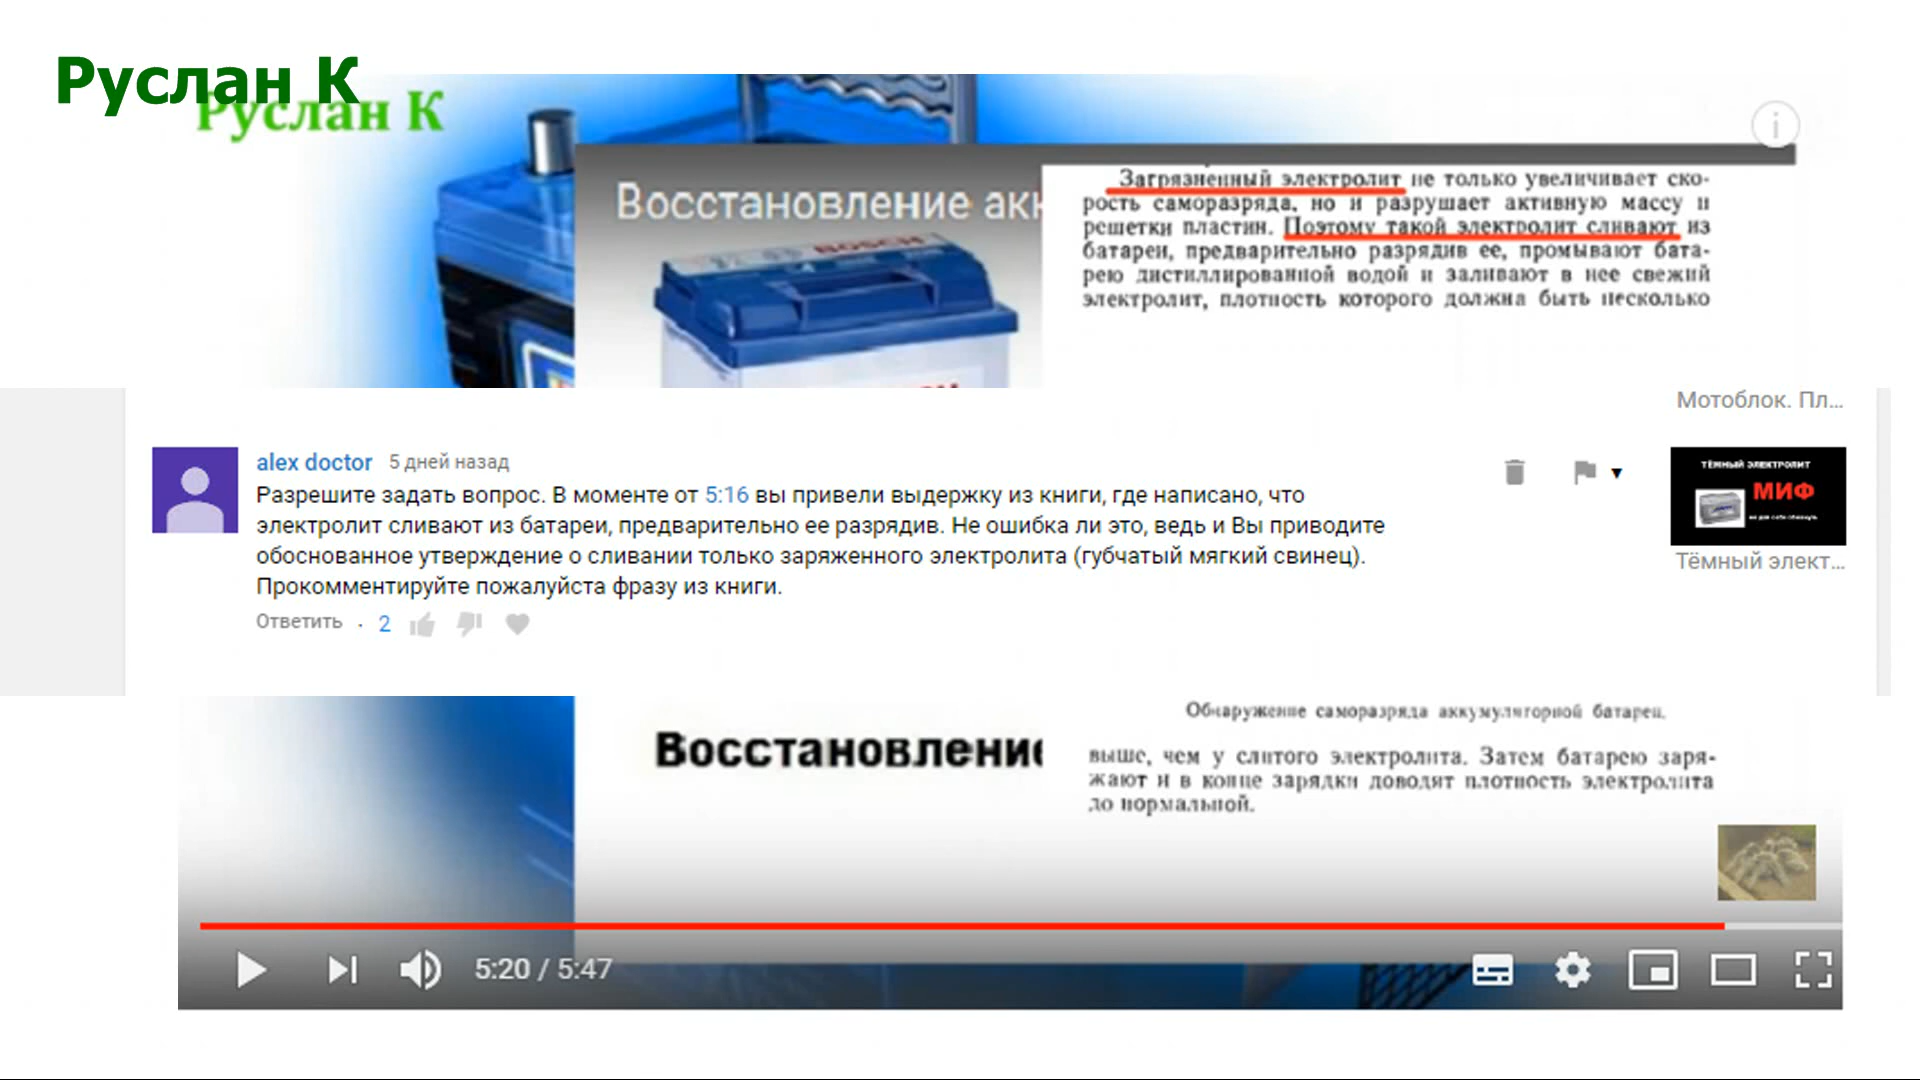 Руслан К
Руслан К
Восстановление акк
BOSCH
Загрязненный электролит не только увеличивает ско-
рость саморазряда, но и разрушает активную массу и
решетки пластин. Поэтому такой электролит сливают из
батареи, предварительно разрядив ее, промывают бата-
рею дистиллированной водой и заливают в нее свежий
электролит, плотность которого должна быть несколько
Мотоблок. Пл...
alex doctor 5 дней назад
Разрешите задать вопрос. В моменте от 5:16 вы привели выдержку из книги, где написано, что
электролит сливают из батареи, предварительно ее разрядив. Не ошибка ли это, ведь и Вы приводите
обоснованное утверждение о сливании только заряженного электролита (губчатый мягкий свинец).
Прокомментируйте пожалуйста фразу из книги.
Ответить · 2
ТЁМНЫЙ ЭЛЕКТРОЛИТ
МИФ
Тёмный элект...
Обнаружение саморазряда аккумуляторной батареи.
Восстановление
выше, чем у слитого электролита. Затем батарею заря-
жают и в конце зарядки доводят плотность электролита
до нормальной.
5:20 / 5:47